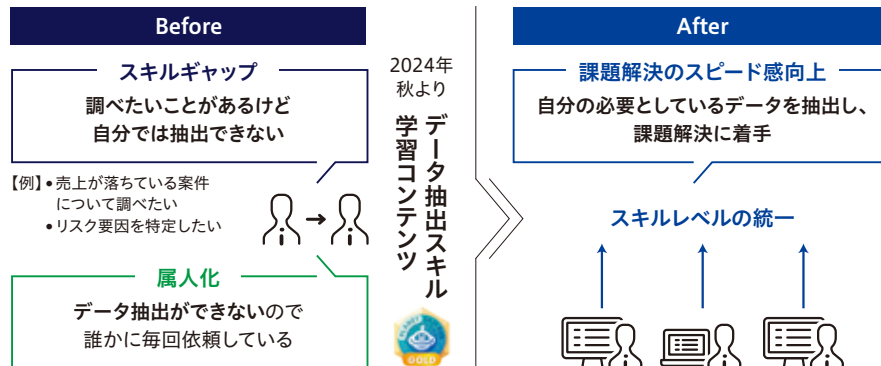 Before
スキルギャップ
調べたいことがあるけど
自分では抽出できない
【例】•売上が落ちている案件
について調べたい
•リスク要因を特定したい
属人化
データ抽出ができないので
誰かに毎回依頼している
2024年
秋より
データ抽出スキル
学習コンテンツ
GOLD
After
課題解決のスピード感向上
自分の必要としているデータを抽出し、
課題解決に着手
スキルレベルの統一